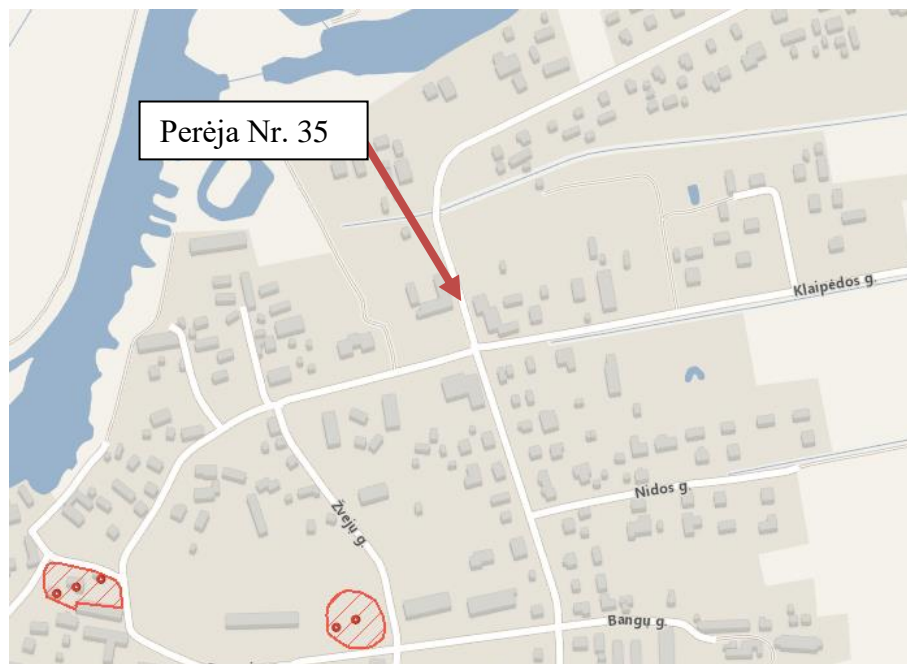 Perėja Nr. 35
Klaipėdos g.
Nidos g.
Žvejų g.
Bangų g.